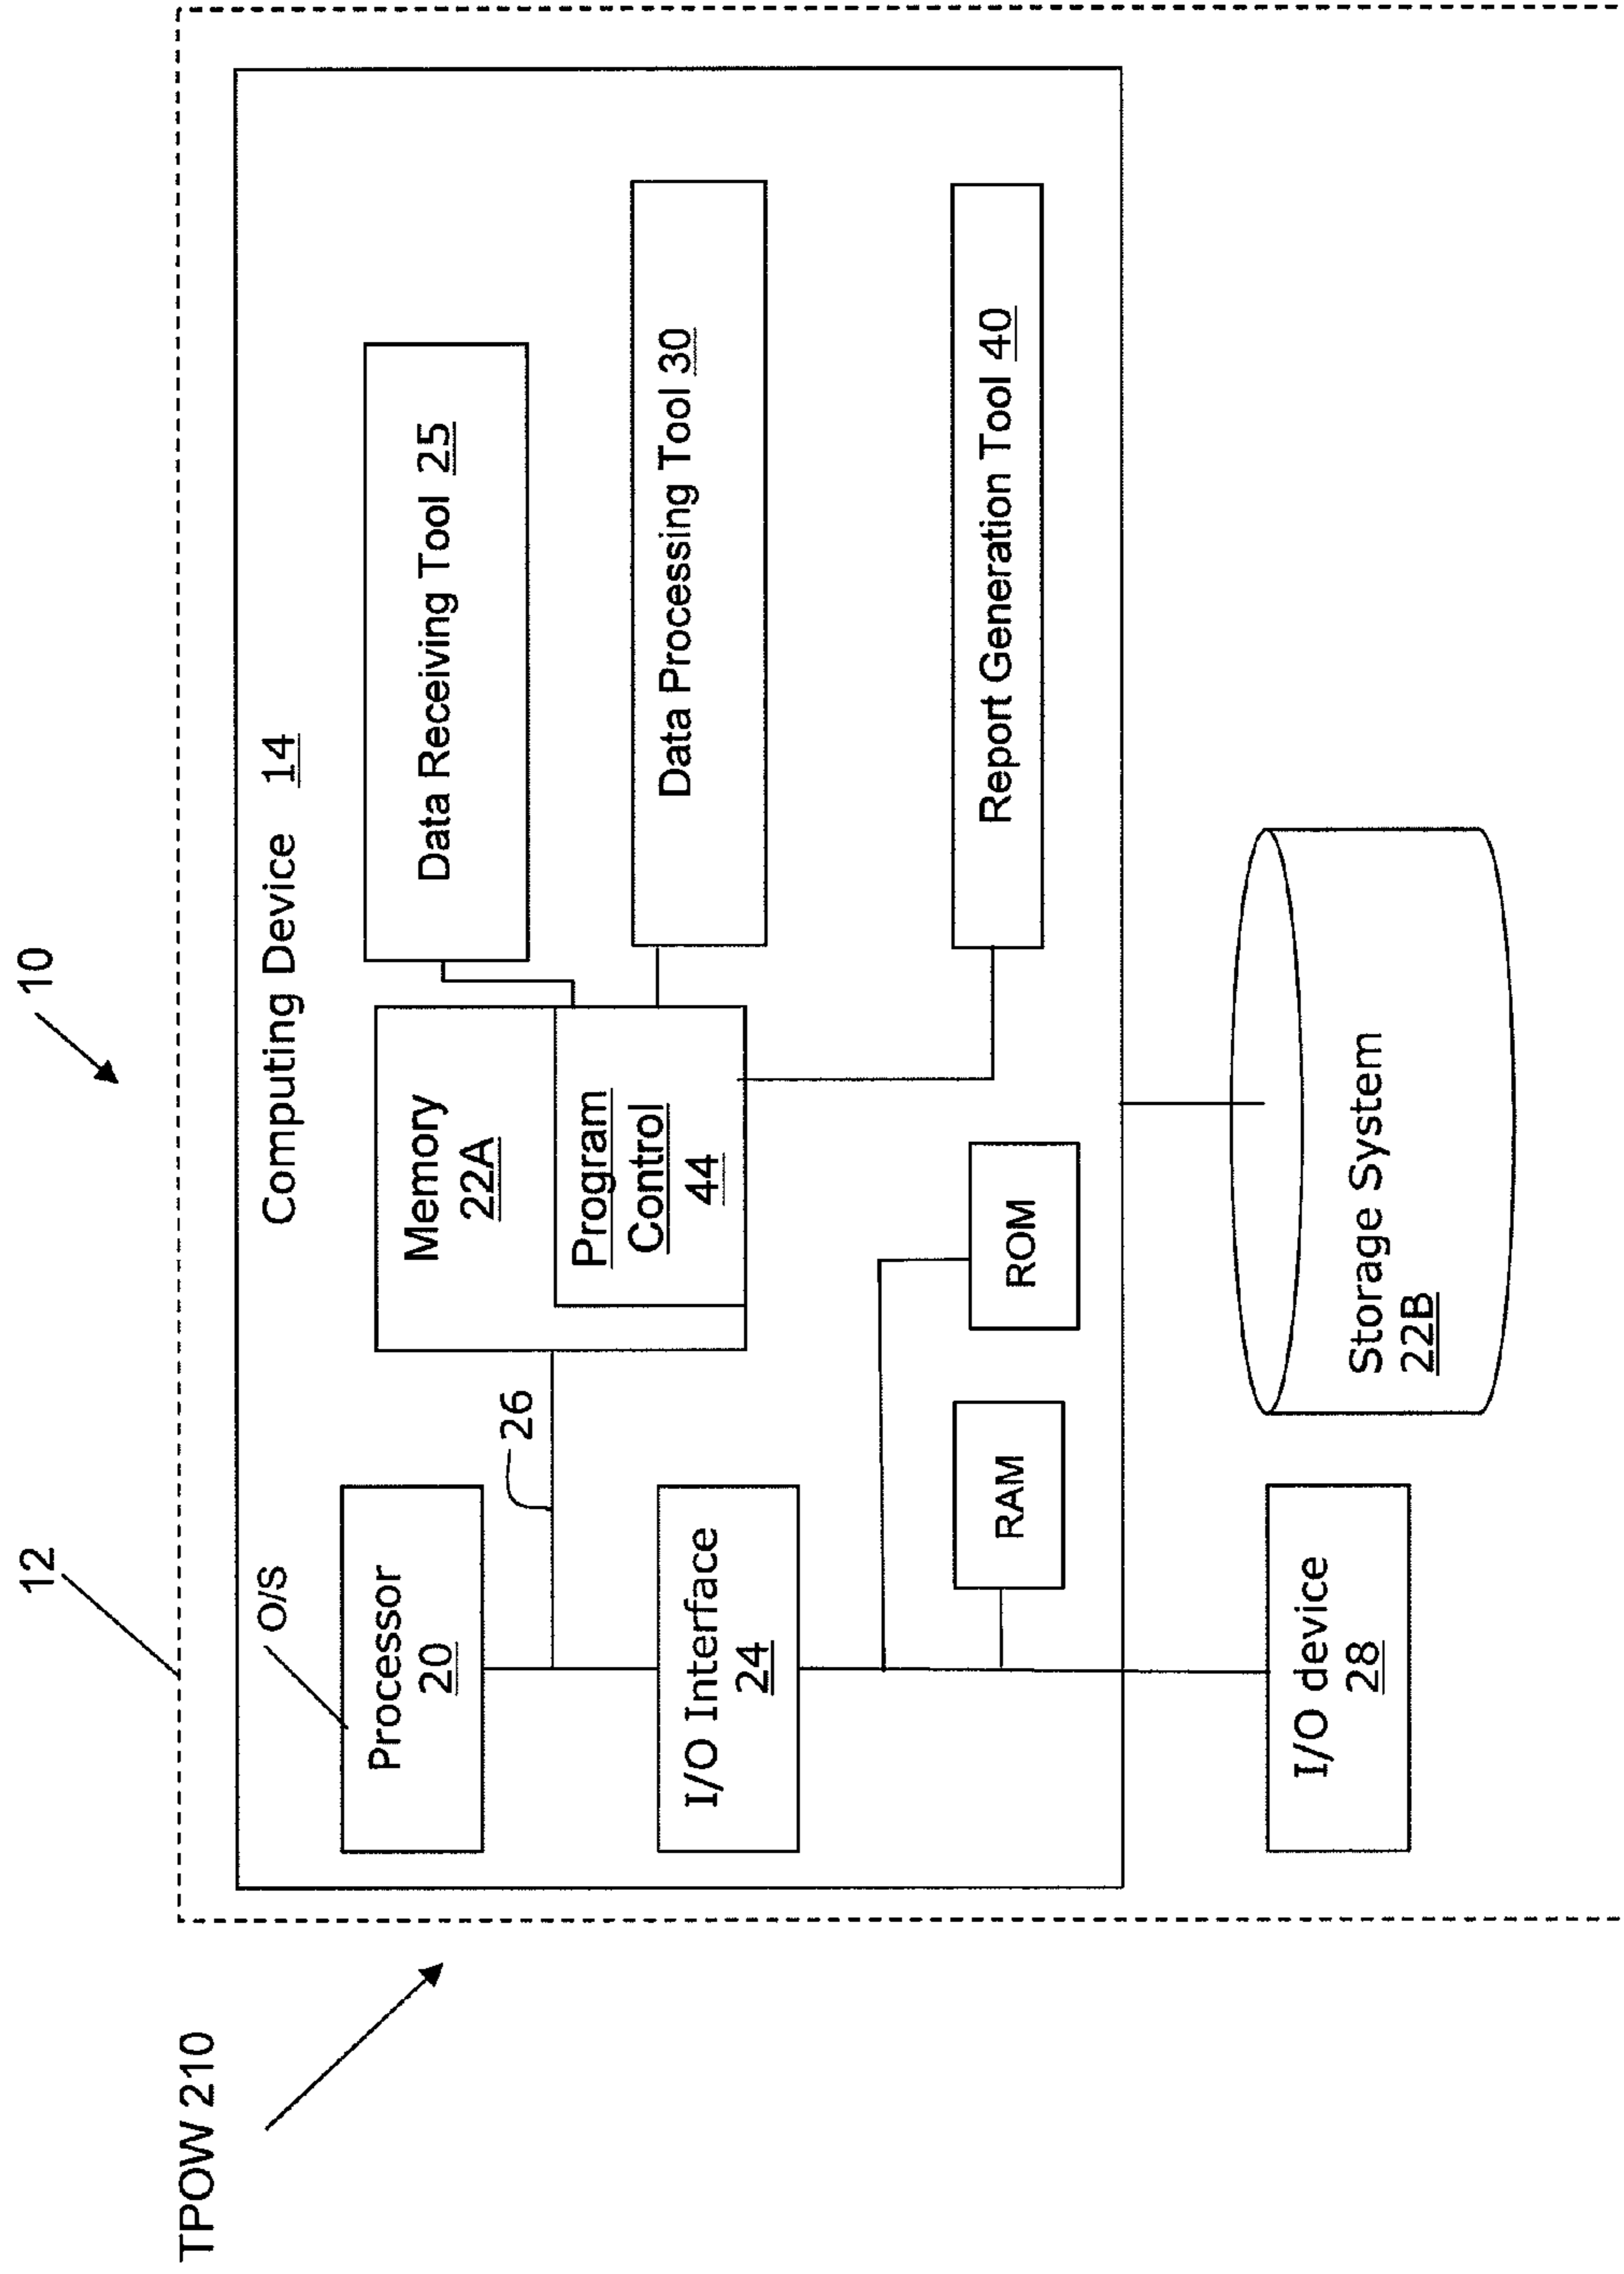 10
12
TPOW 210
Computing Device 14
O/S
Processor
20
Memory
22A
Data Receiving Tool 25
26
Program
Control
44
Data Processing Tool 30
I/O Interface
24
RAM
ROM
Report Generation Tool 40
I/O device
28
Storage System
22B